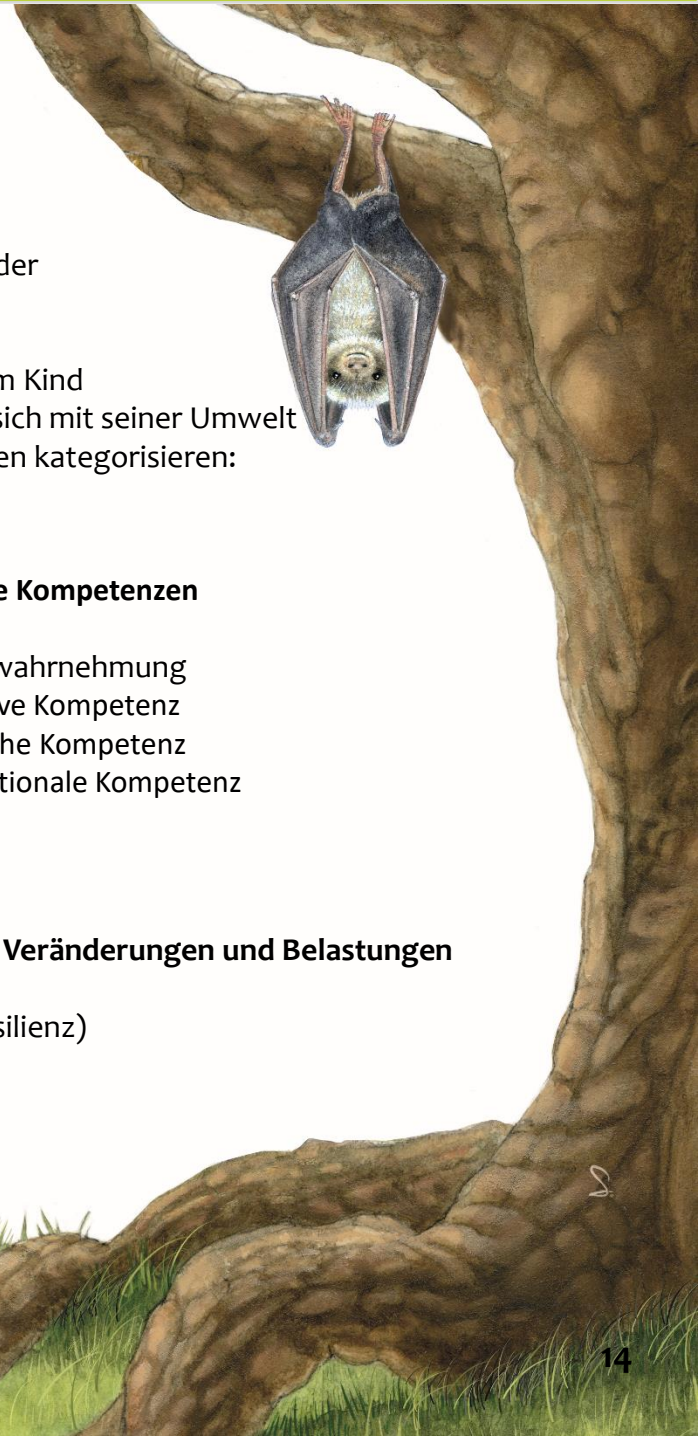 der
m Kind
sich mit seiner Umwelt
en kategorisieren:
e Kompetenzen
wahrnehmung
ve Kompetenz
he Kompetenz
tionale Kompetenz
Veränderungen und Belastungen
silienz)
14